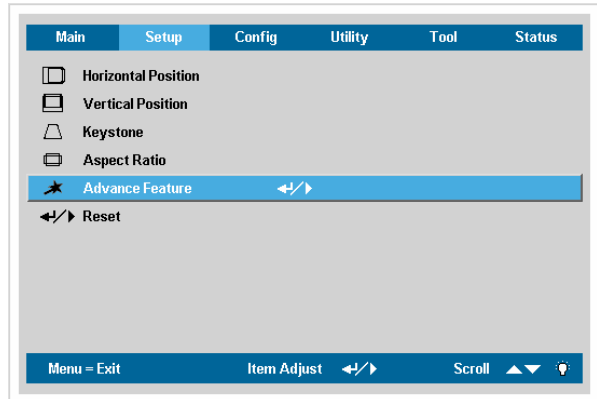 Main Setup Config Utility Tool Status
Horizontal Position
Vertical Position
Keystone
Aspect Ratio
Advance Feature
Reset
Menu = Exit Item Adjust Scroll